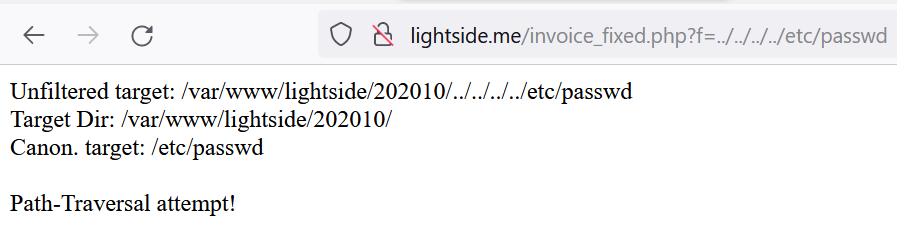 lightside.me/invoice_fixed.php?f=../../../../etc/passwd
Unfiltered target: /var/www/lightside/202010/../../../../etc/passwd
Target Dir: /var/www/lightside/202010/
Canon. target: /etc/passwd
Path-Traversal attempt!